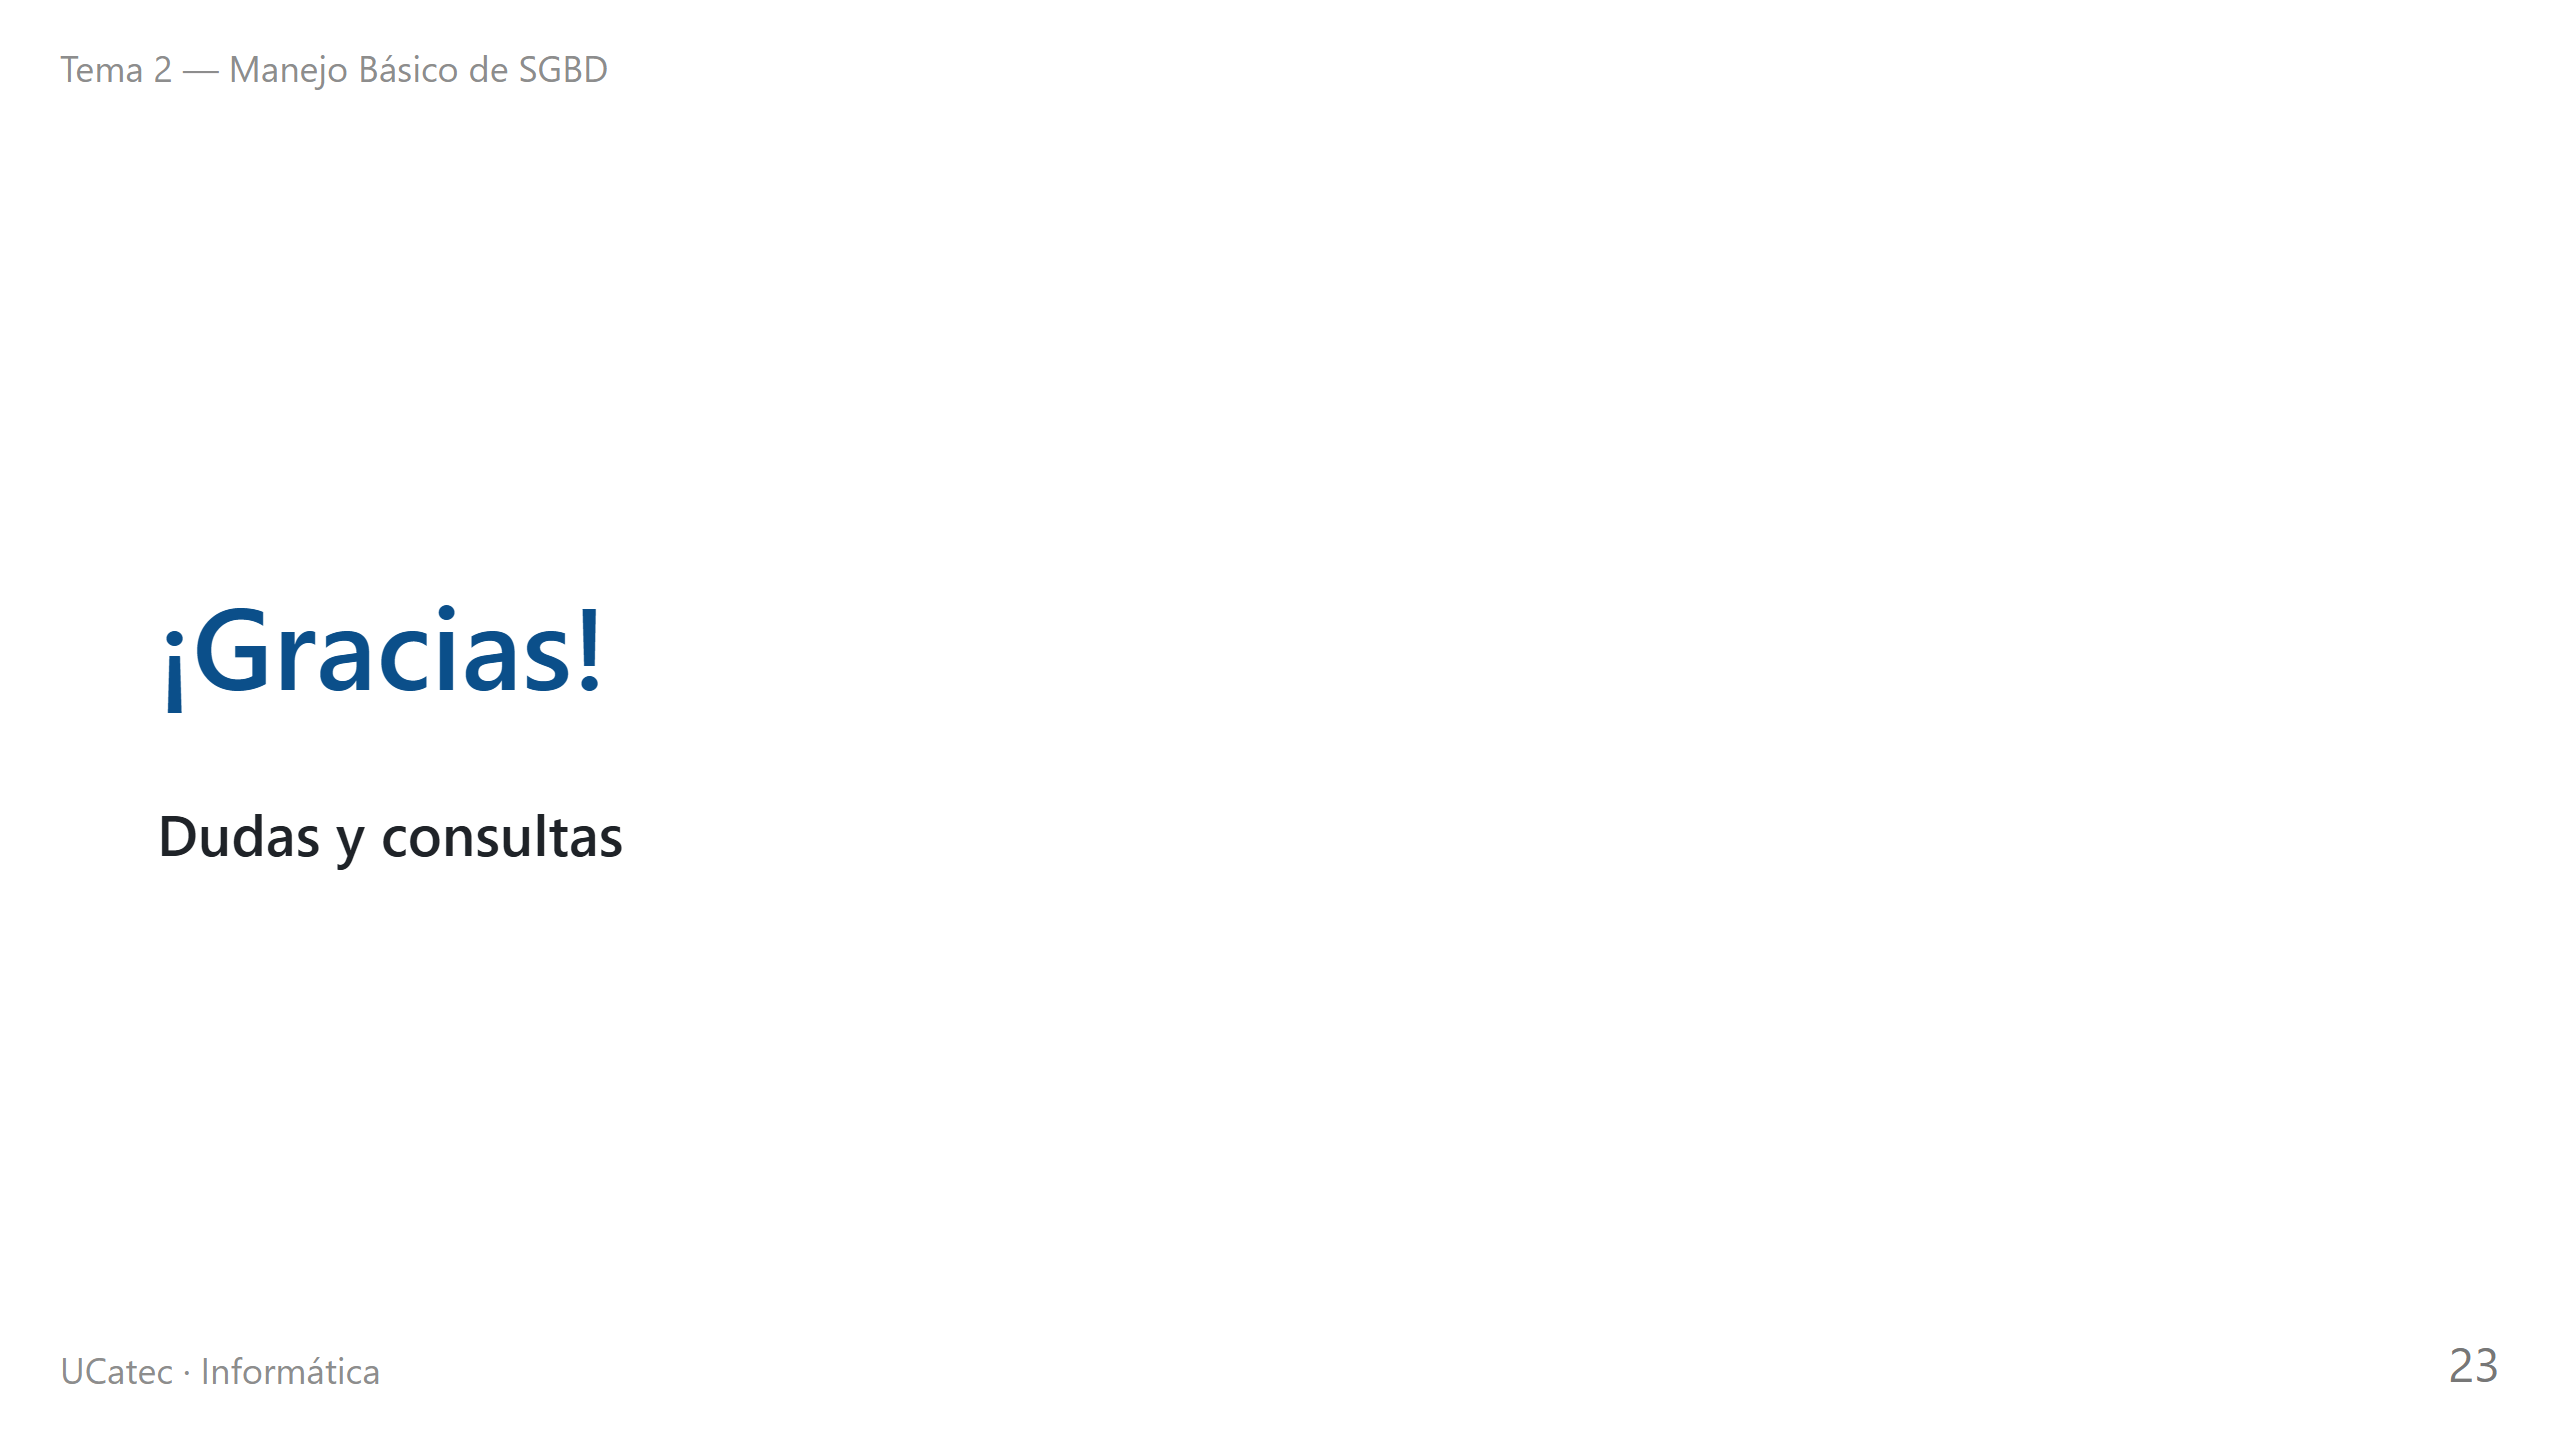 Tema 2 — Manejo Básico de SGBD
¡Gracias!
Dudas y consultas
UCatec · Informática
23